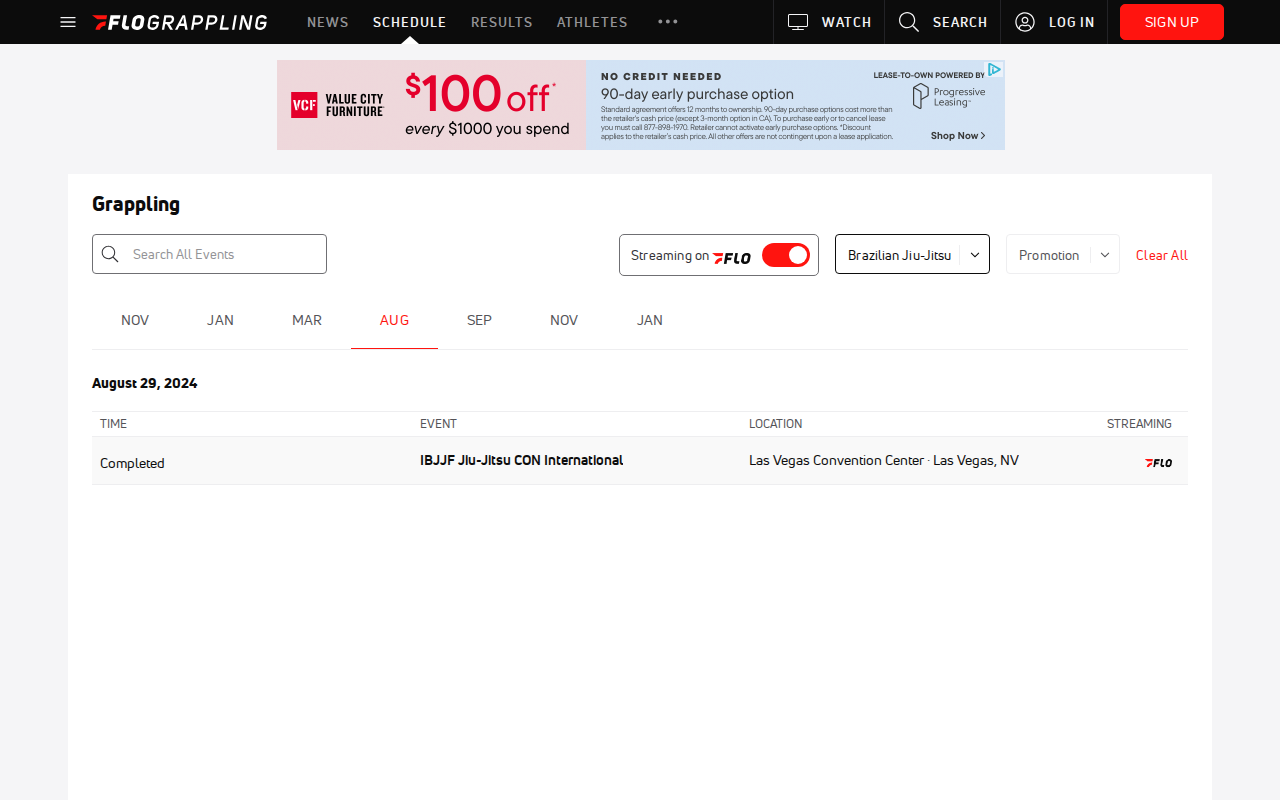 FLOGRAPPLING NEWS SCHEDULE RESULTS ATHLETES WATCH SEARCH LOG IN SIGN UP
VCF VALUE CITY FURNITURE
$100 off*
every $1000 you spend
NO CREDIT NEEDED
90-day early purchase option
Standard agreement offers 12 months to ownership. 90-day purchase options cost more than
the retailer's cash price (except 3-month option in CA). To purchase early or to cancel lease
you must call 877-898-1970. Retailer cannot activate early purchase options. *Discount
applies to the retailer's cash price. All other offers are not contingent upon a lease application.
LEASE-TO-OWN POWERED BY
Progressive
Leasing
Shop Now
Grappling
Search All Events
Streaming on FLO
Brazilian Jiu-Jitsu
Promotion
Clear All
NOV JAN MAR AUG SEP NOV JAN
August 29, 2024
TIME EVENT LOCATION STREAMING
Completed IBJJF Jiu-Jitsu CON International Las Vegas Convention Center · Las Vegas, NV FLO